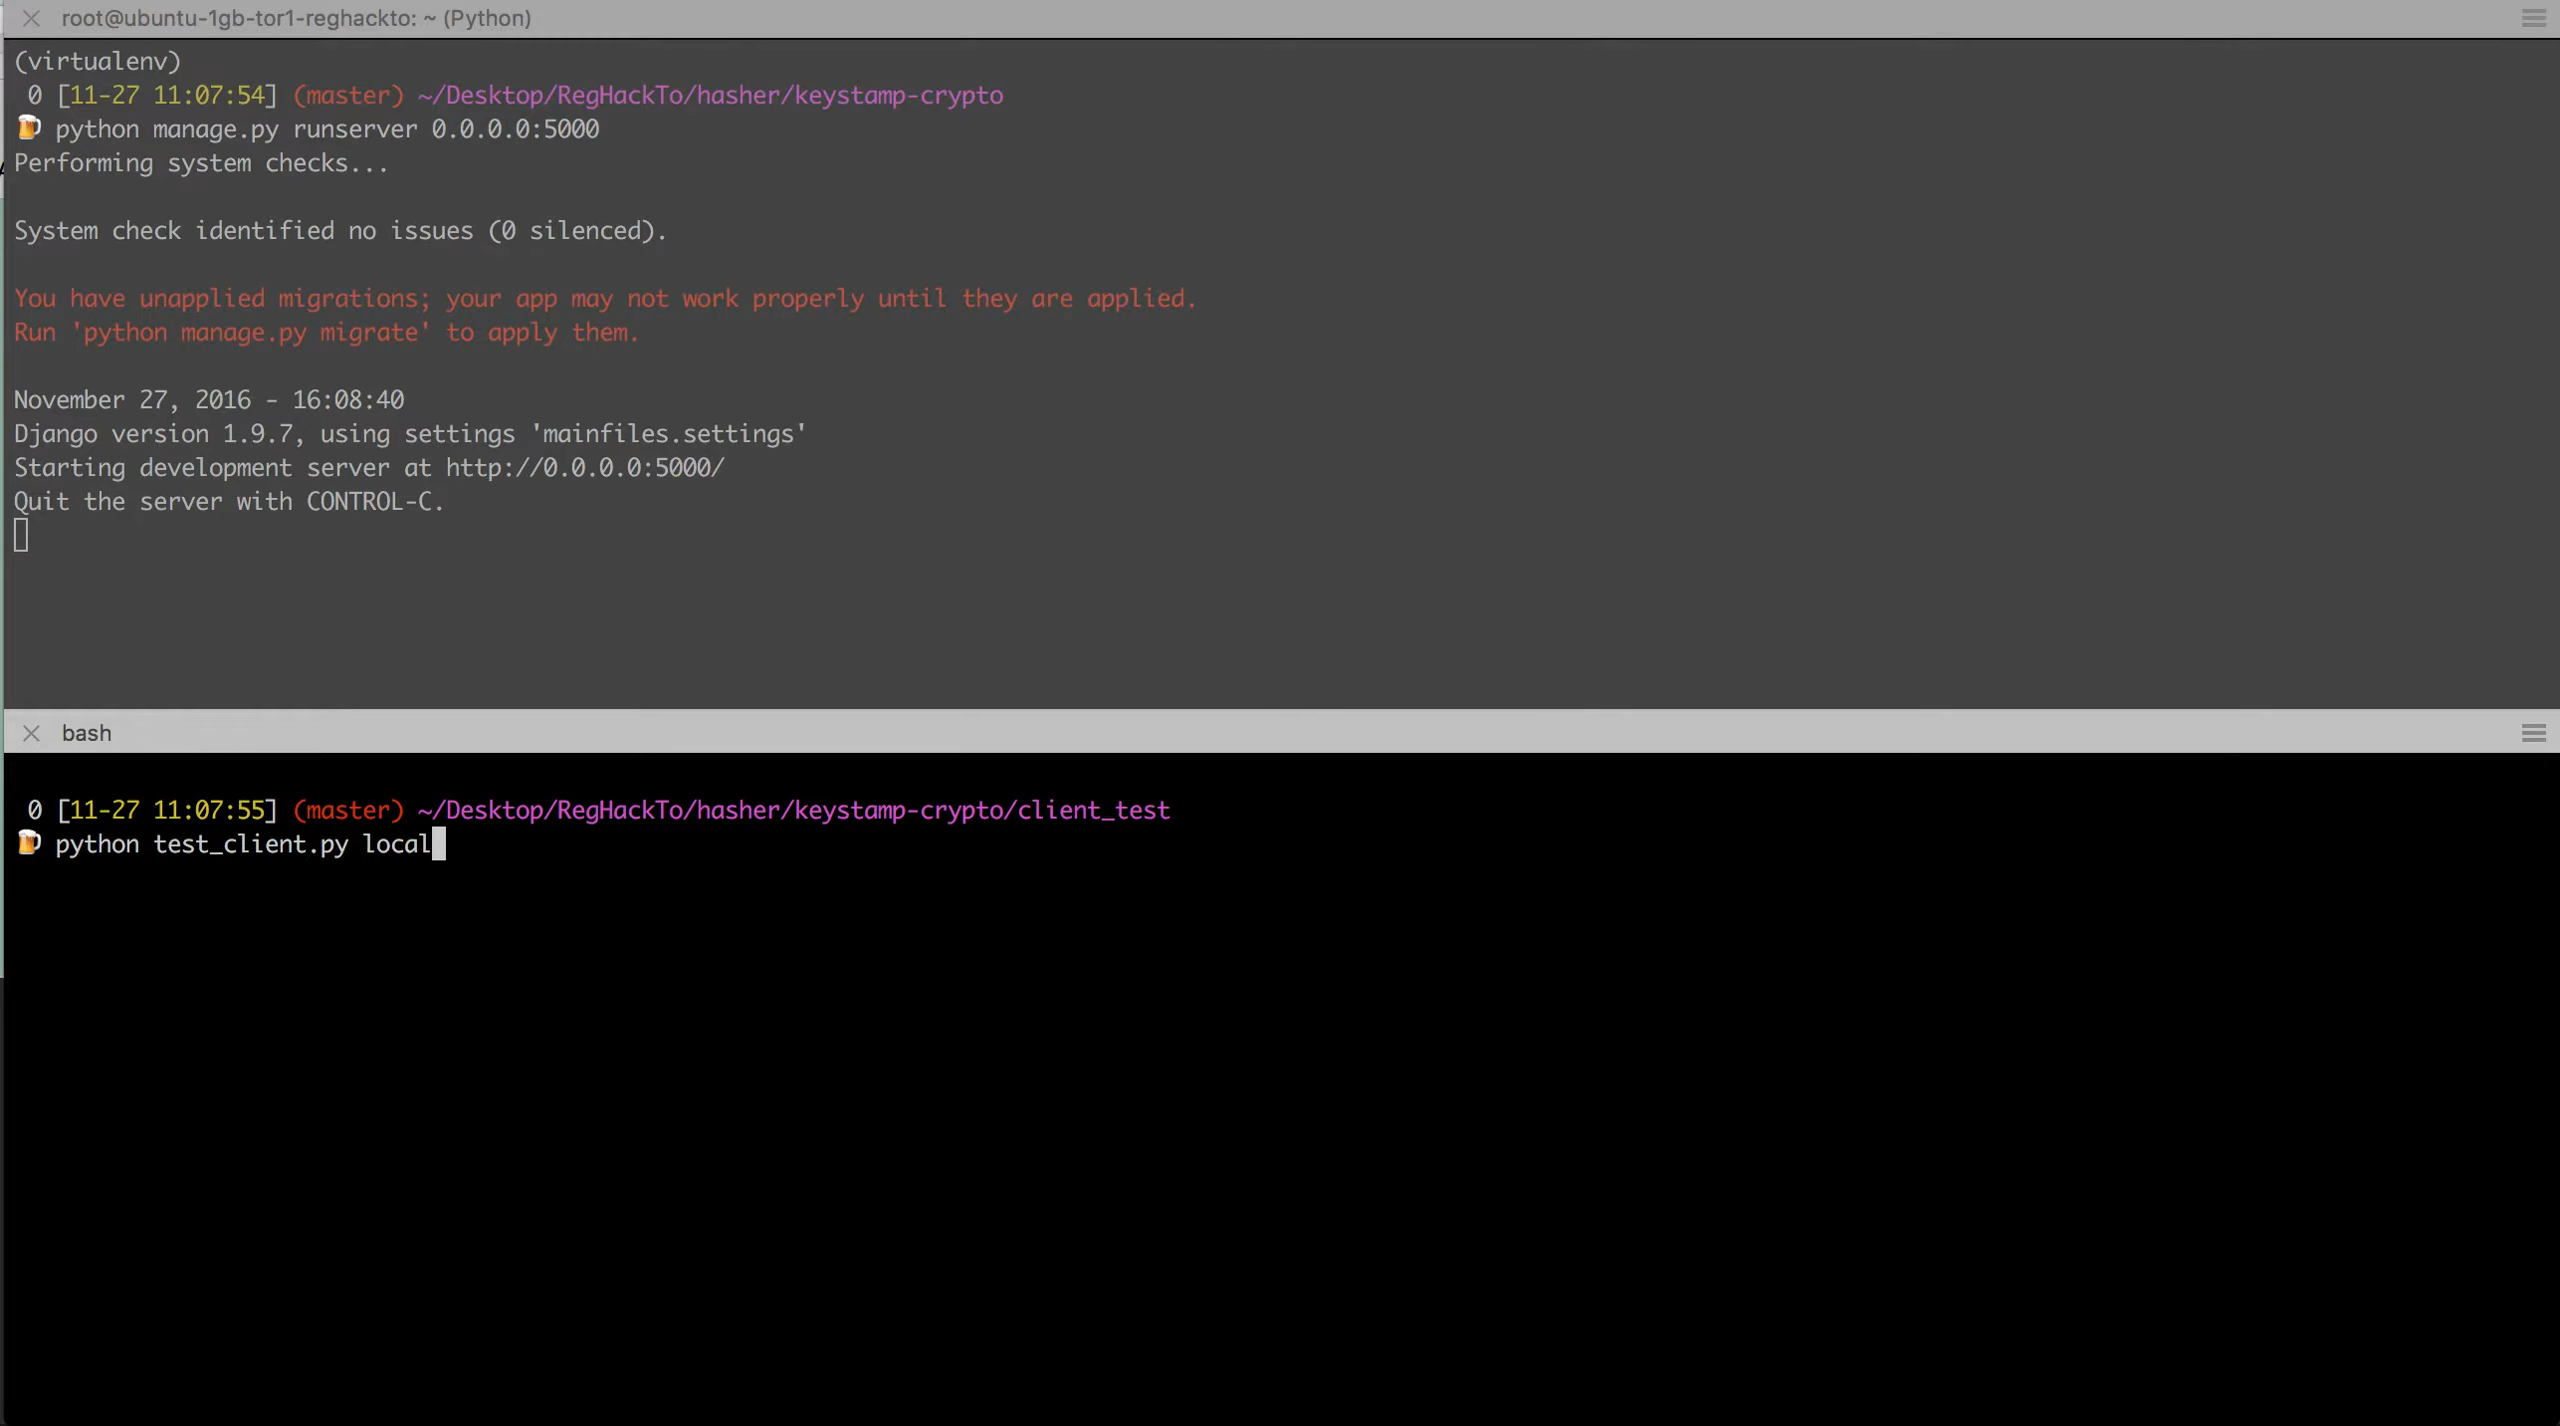 root@ubuntu-1gb-tor1-reghackto: ~ (Python)
(virtualenv)
0 [11-27 11:07:54] (master) ~/Desktop/RegHackTo/hasher/keystamp-crypto
🍺 python manage.py runserver 0.0.0.0:5000
Performing system checks...
System check identified no issues (0 silenced).
You have unapplied migrations; your app may not work properly until they are applied.
Run 'python manage.py migrate' to apply them.
November 27, 2016 - 16:08:40
Django version 1.9.7, using settings 'mainfiles.settings'
Starting development server at http://0.0.0.0:5000/
Quit the server with CONTROL-C.
bash
0 [11-27 11:07:55] (master) ~/Desktop/RegHackTo/hasher/keystamp-crypto/client_test
🍺 python test_client.py local